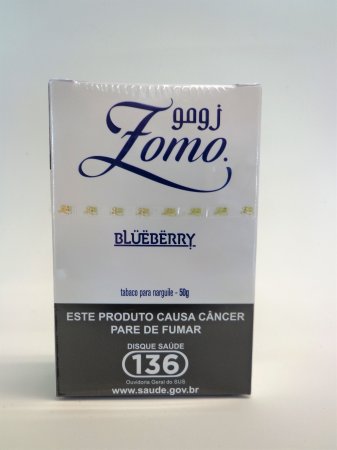 زومو
Zomo.
BLÜËBËRRY
tabaco para narguile - 50g
ESTE PRODUTO CAUSA CÂNCER
PARE DE FUMAR
DISQUE SAÚDE
136
Ouvidoria Geral do SUS
www.saude.gov.br